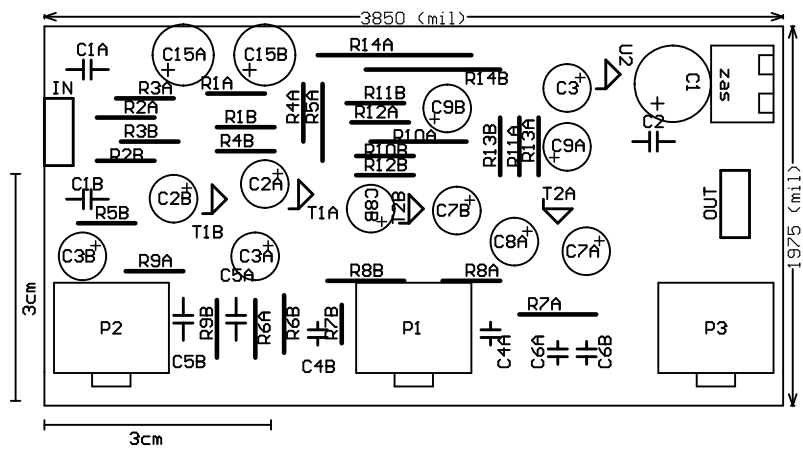 3850 (mil)
C1A
C15A
C15B
R14A
U2
IN
R3A
R1A
R14B
C3
C1
zas
R2A
R4A
R5A
R11B
C9B
R12A
R1B
C2
R3B
R4B
R10A
R13B
R11A
R13A
C9A
R2B
R10B
R12B
C1B
C2B
C2A
C8B
T2B
C7B
T2A
OUT
R5B
T1A
T1B
C8A
C7A
C3B
C3A
1975 (mil)
R9A
C5A
R8B
R8A
3cm
R7A
P2
R9B
R6A
R6B
R7B
P1
P3
C5B
C4B
C4A
C6A
C6B
3cm